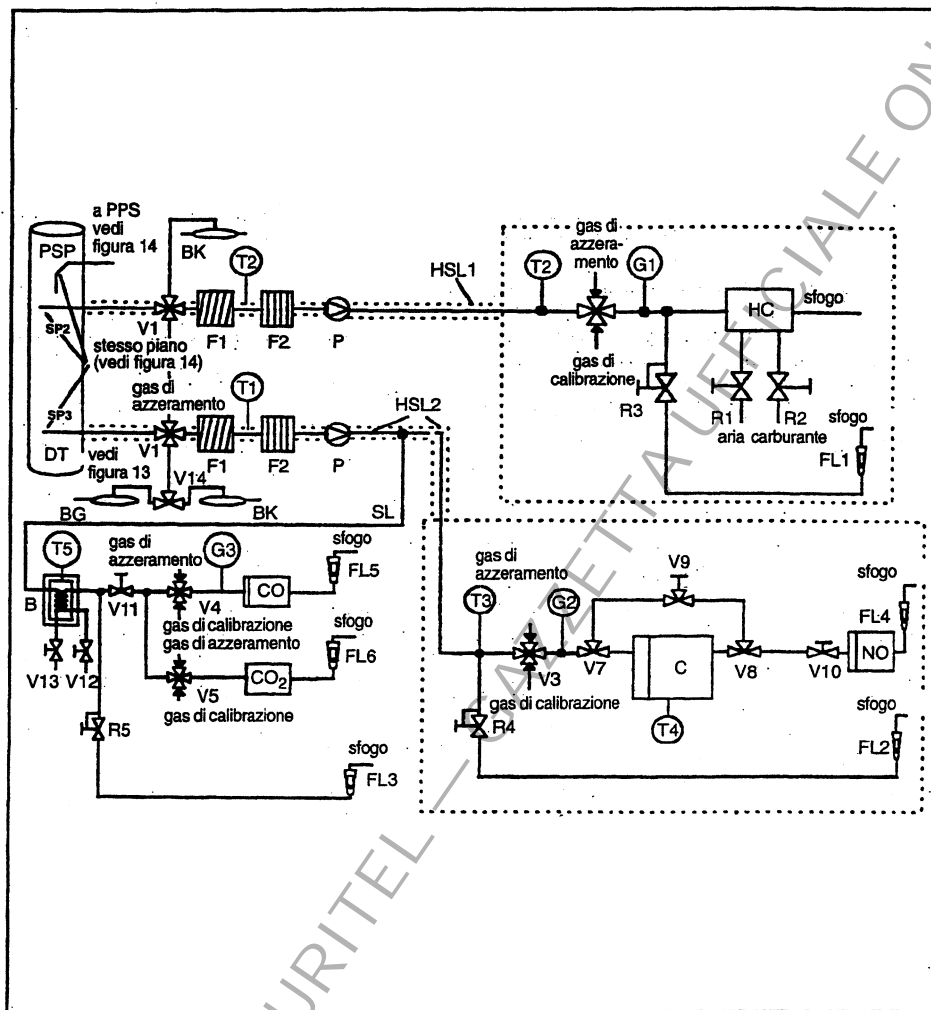 a PPS
vedi
figura 14
PSP
BK
T2
HSL1
T2
gas di
azzera-
mento
G1
HC
sfogo
SP2
V1
F1
F2
P
stesso piano
(vedi figura 14)
gas di
calibrazione
R3
R1
R2
aria carburante
sfogo
FL1
gas di
azzeramento
T1
HSL2
SP3
DT
vedi
figura 13
V1
F1
F2
P
V14
BG
BK
SL
T5
gas di
azzeramento
G3
sfogo
FL5
B
V11
V4
CO
gas di calibrazione
gas di azzeramento
sfogo
FL6
V13
V12
V5
CO2
gas di calibrazione
R5
sfogo
FL3
gas di
azzeramento
V9
sfogo
T3
G2
FL4
V3
V7
C
V8
V10
NO
gas di calibrazione
R4
T4
sfogo
FL2
URITEL — GAZZETTA UFFICIALE ON